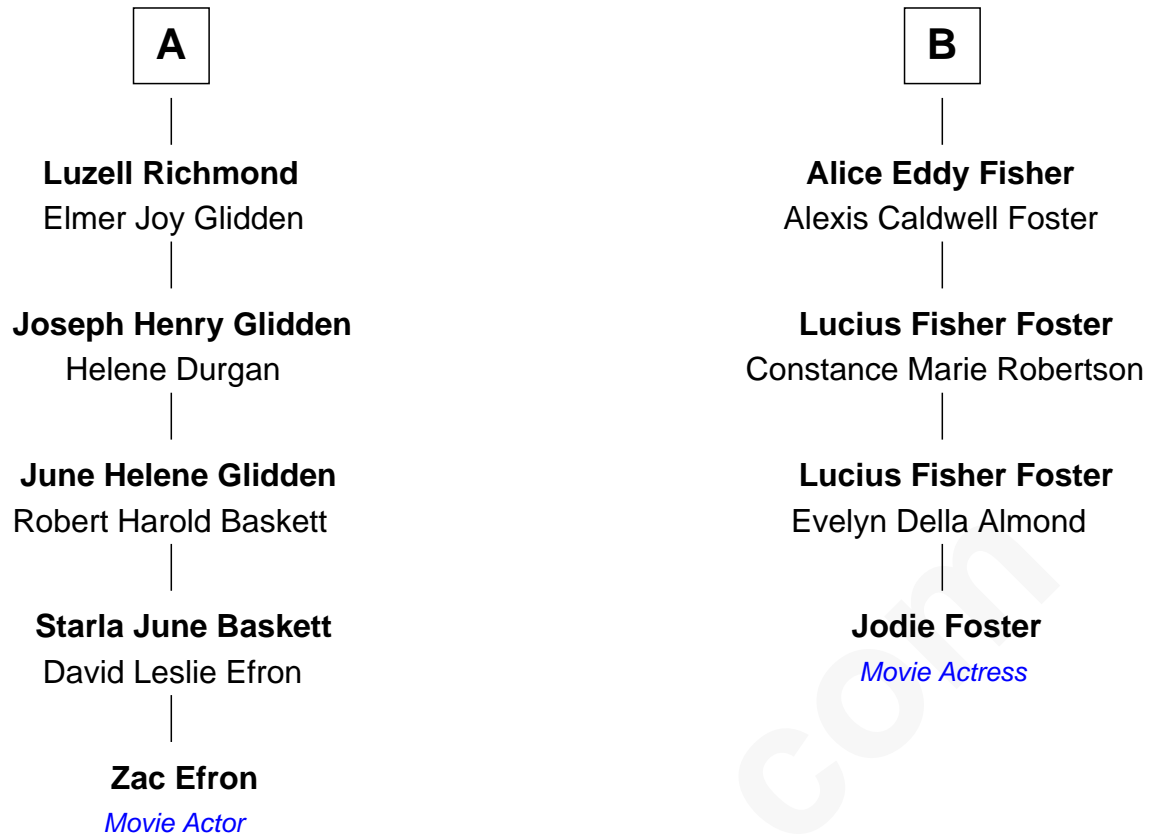 A
Luzell Richmond
Elmer Joy Glidden
Joseph Henry Glidden
Helene Durgan
June Helene Glidden
Robert Harold Baskett
Starla June Baskett
David Leslie Efron
Zac Efron
Movie Actor
B
Alice Eddy Fisher
Alexis Caldwell Foster
Lucius Fisher Foster
Constance Marie Robertson
Lucius Fisher Foster
Evelyn Della Almond
Jodie Foster
Movie Actress
com